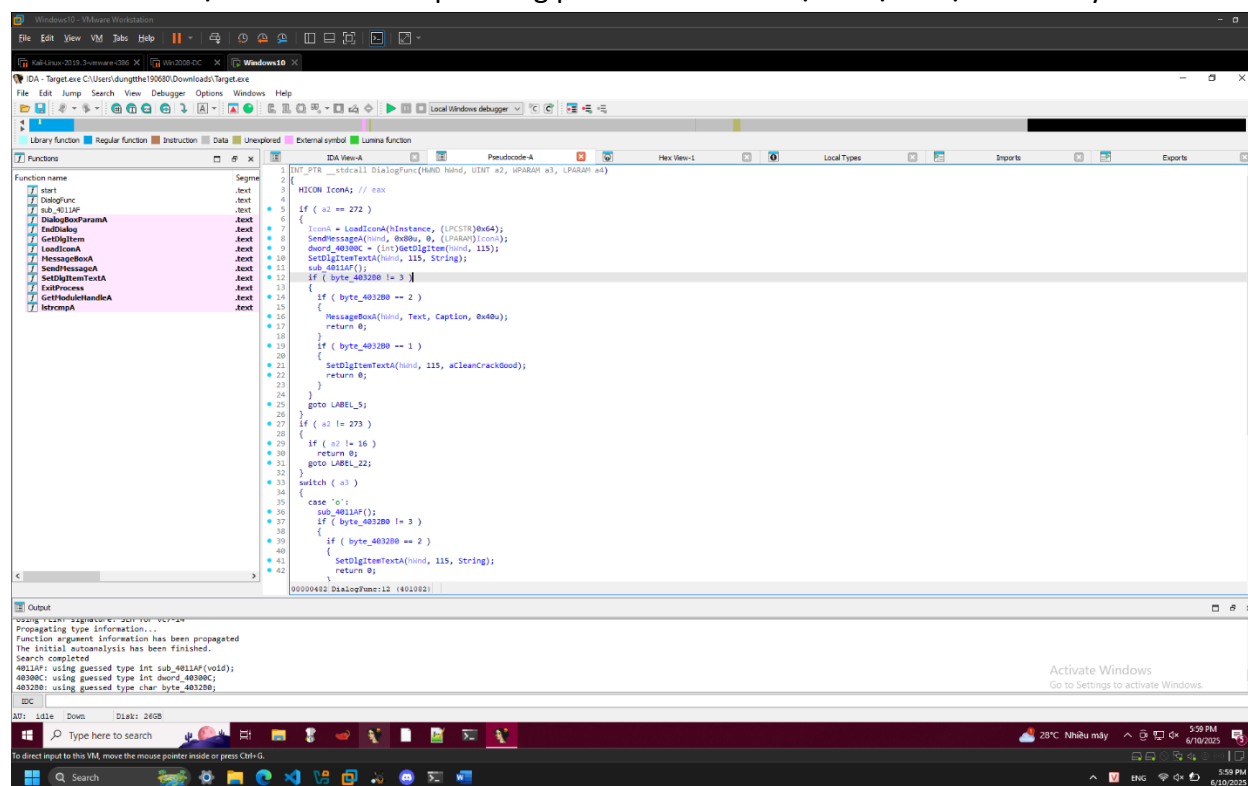 Windows10 - VMware Workstation
File Edit View VM Tabs Help
Kali-Linux-2019.3-vmware-i386 Win2008-DC Windows10
IDA - Target.exe C:\Users\dungtthe190680\Downloads\Target.exe
File Edit Jump Search View Debugger Options Windows Help
Local Windows debugger
Library function Regular function Instruction Data Unexplored External symbol Lumina function
Functions
IDA View-A Pseudocode-A Hex View-1 Local Types Imports Exports
Function name Segme
start .text
DialogFunc .text
sub_4011AF .text
DialogBoxParamA .text
EndDialog .text
GetDlgItem .text
LoadIconA .text
MessageBoxA .text
SendMessageA .text
SetDlgItemTextA .text
ExitProcess .text
GetModuleHandleA .text
lstrcmpA .text
1 INT_PTR __stdcall DialogFunc(HWND hWnd, UINT a2, WPARAM a3, LPARAM a4)
2 {
3 HICON IconA; // eax
4
5 if ( a2 == 272 )
6 {
7 IconA = LoadIconA(hInstance, (LPCSTR)0x64);
8 SendMessageA(hWnd, 0x80u, 0, (LPARAM)IconA);
9 dword_40300C = (int)GetDlgItem(hWnd, 115);
10 SetDlgItemTextA(hWnd, 115, String);
11 sub_4011AF();
12 if ( byte_4032B0 != 3 )
13 {
14 if ( byte_4032B0 == 2 )
15 {
16 MessageBoxA(hWnd, Text, Caption, 0x40u);
17 return 0;
18 }
19 if ( byte_4032B0 == 1 )
20 {
21 SetDlgItemTextA(hWnd, 115, aCleanCrackGood);
22 return 0;
23 }
24 }
25 goto LABEL_5;
26 }
27 if ( a2 != 273 )
28 {
29 if ( a2 != 16 )
30 return 0;
31 goto LABEL_22;
32 }
33 switch ( a3 )
34 {
35 case 'o':
36 sub_4011AF();
37 if ( byte_4032B0 != 3 )
38 {
39 if ( byte_4032B0 == 2 )
40 {
41 SetDlgItemTextA(hWnd, 115, String);
42 return 0;
}
00000482 DialogFunc:12 (401082)
Output
Propagating type information...
Function argument information has been propagated
The initial autoanalysis has been finished.
Search completed
4011AF: using guessed type int sub_4011AF(void);
40300C: using guessed type int dword_40300C;
4032B0: using guessed type char byte_4032B0;
IDC
AU: idle Down Disk: 26GB
Activate Windows
Go to Settings to activate Windows.
Type here to search
28°C Nhiều mây
5:59 PM
6/10/2025
To direct input to this VM, move the mouse pointer inside or press Ctrl+G.
Search
ENG
5:59 PM
6/10/2025